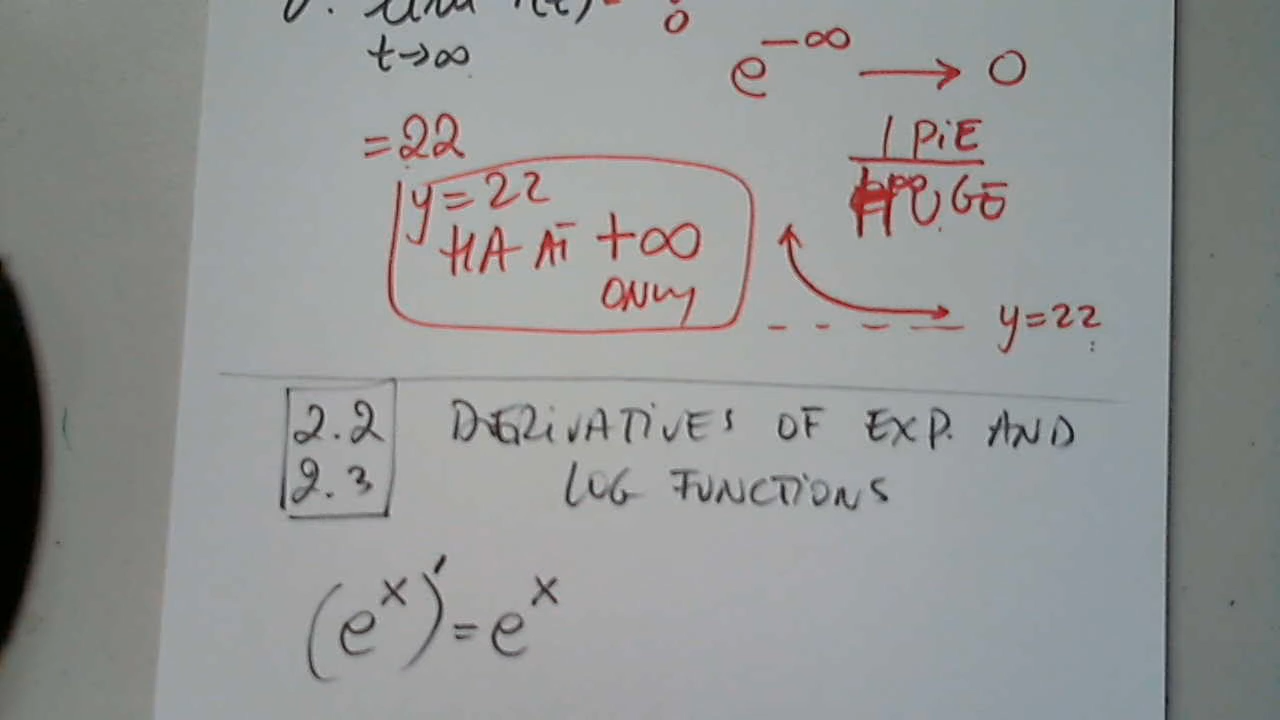 t→∞
0
e^{-∞} → 0
= 22
1 PiE
HUGE
y = 22
HA AT +∞
ONLY
y = 22
2.2
2.3
DERIVATIVES OF EXP. AND
LOG FUNCTIONS
(e^x)' = e^x